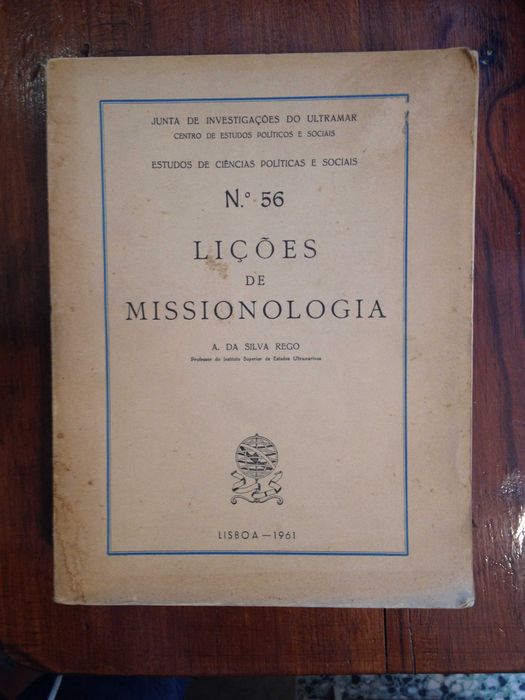 JUNTA DE INVESTIGAÇÕES DO ULTRAMAR
CENTRO DE ESTUDOS POLÍTICOS E SOCIAIS
ESTUDOS DE CIÊNCIAS POLÍTICAS E SOCIAIS
N.º 56
LIÇÕES
DE
MISSIONOLOGIA
A. DA SILVA REGO
Professor do Instituto Superior de Estudos Ultramarinos
LISBOA — 1961